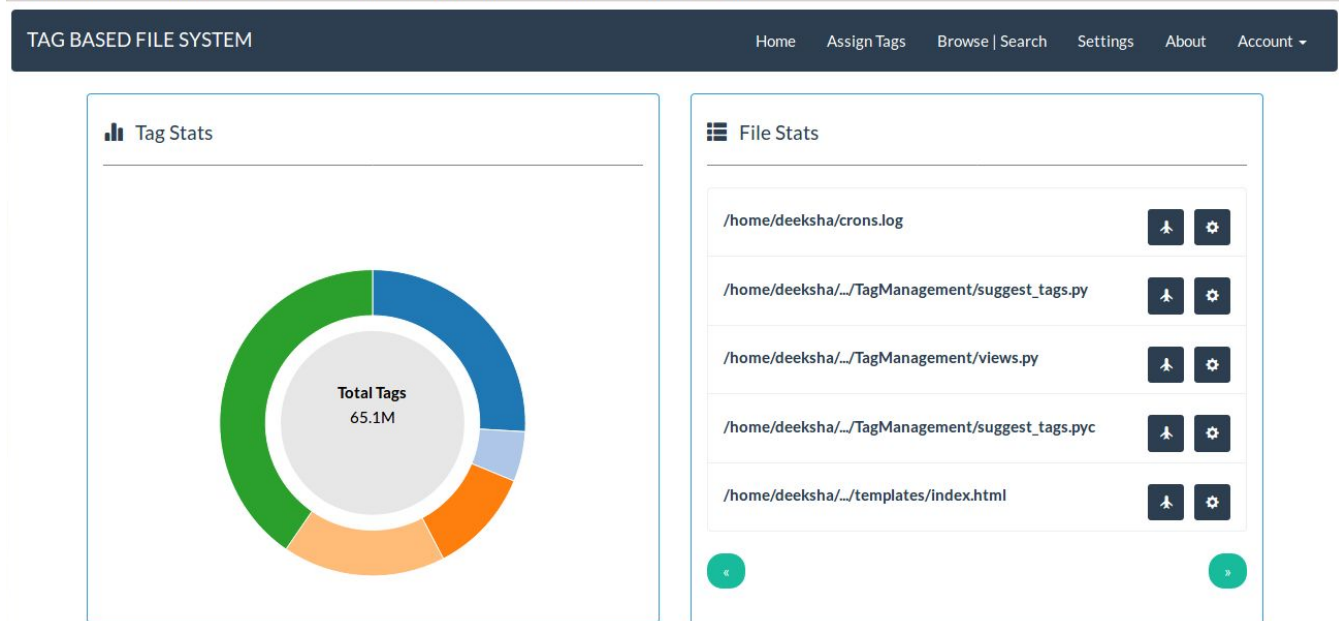 TAG BASED FILE SYSTEM
Home Assign Tags Browse | Search Settings About Account
Tag Stats
Total Tags
65.1M
File Stats
/home/deeksha/crons.log
/home/deeksha/.../TagManagement/suggest_tags.py
/home/deeksha/.../TagManagement/views.py
/home/deeksha/.../TagManagement/suggest_tags.pyc
/home/deeksha/.../templates/index.html
« »